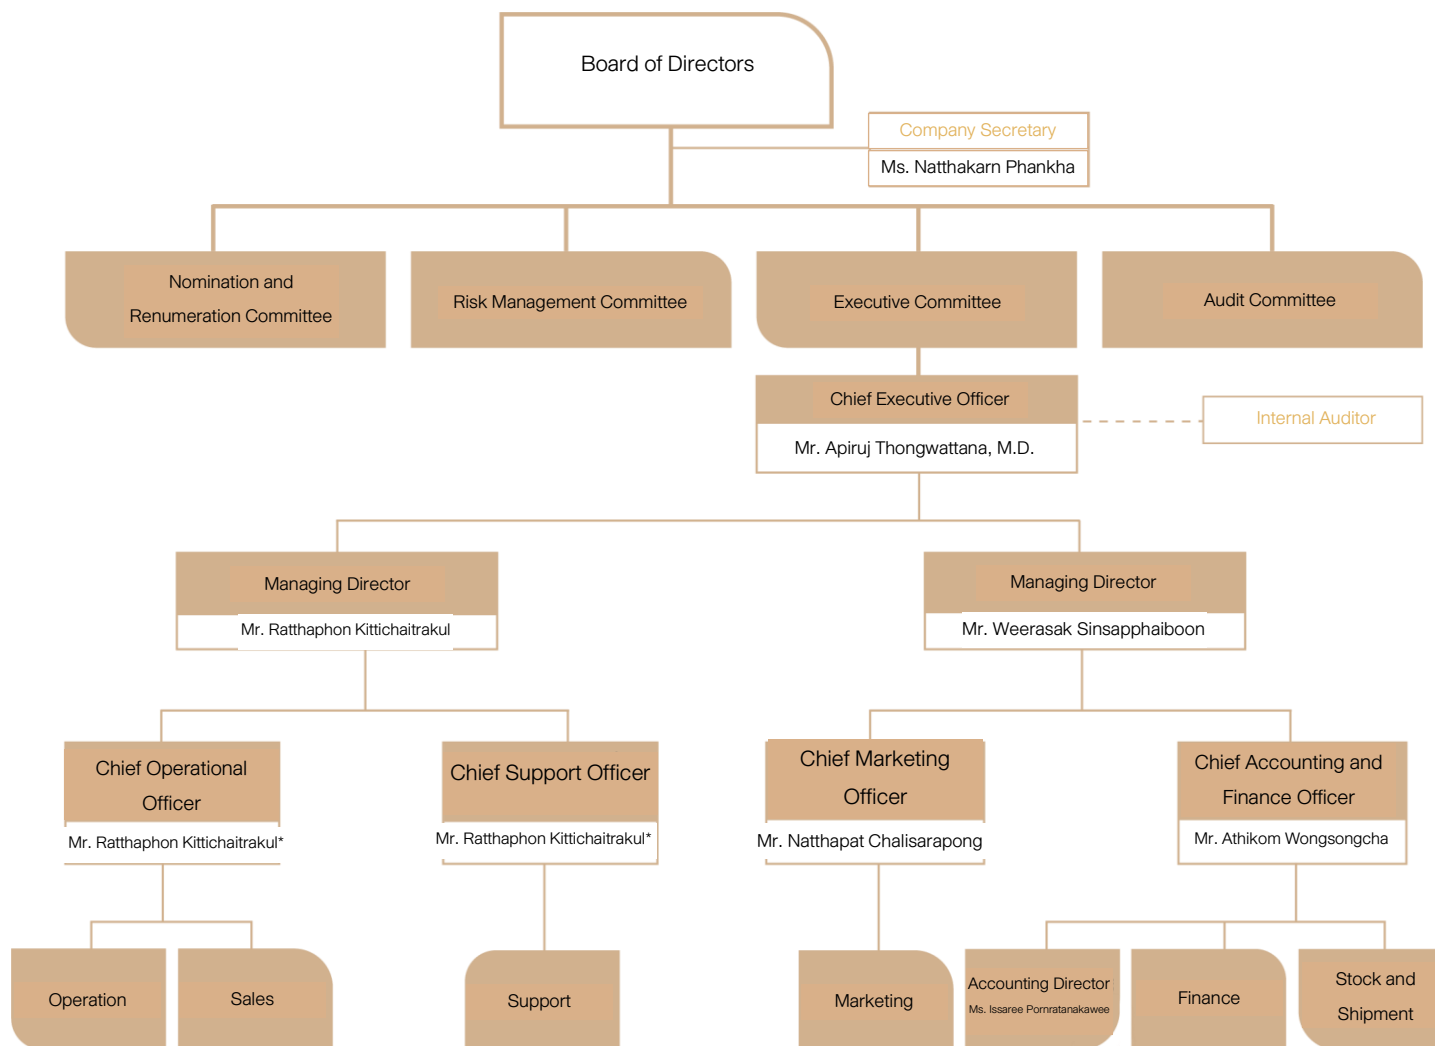 Board of Directors
Company Secretary
Ms. Natthakarn Phankha
Nomination and
Renumeration Committee
Risk Management Committee
Executive Committee
Audit Committee
Chief Executive Officer
Mr. Apiruj Thongwattana, M.D.
Internal Auditor
Managing Director
Mr. Ratthaphon Kittichaitrakul
Managing Director
Mr. Weerasak Sinsapphaiboon
Chief Operational
Officer
Mr. Ratthaphon Kittichaitrakul*
Chief Support Officer
Mr. Ratthaphon Kittichaitrakul*
Chief Marketing
Officer
Mr. Natthapat Chalisarapong
Chief Accounting and
Finance Officer
Mr. Athikom Wongsongcha
Operation
Sales
Support
Marketing
Accounting Director
Ms. Issaree Pornratanakawee
Finance
Stock and
Shipment